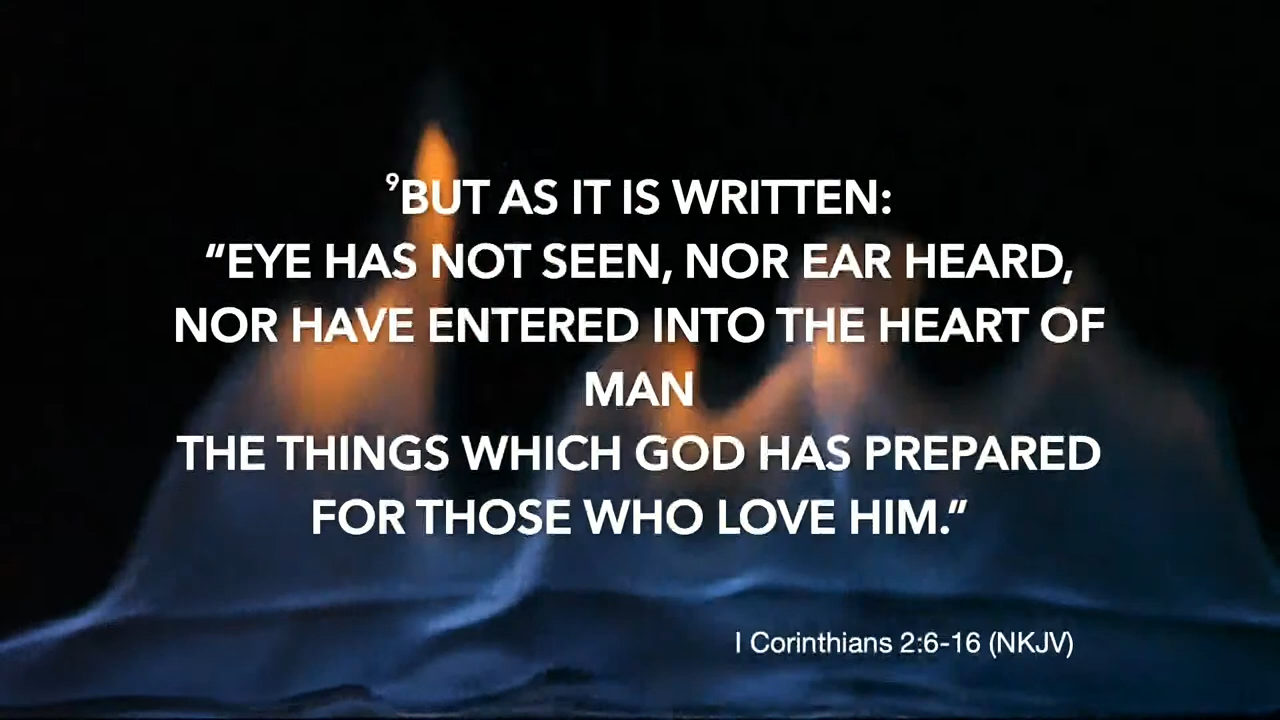 ⁹BUT AS IT IS WRITTEN:
“EYE HAS NOT SEEN, NOR EAR HEARD,
NOR HAVE ENTERED INTO THE HEART OF
MAN
THE THINGS WHICH GOD HAS PREPARED
FOR THOSE WHO LOVE HIM.”
I Corinthians 2:6-16 (NKJV)